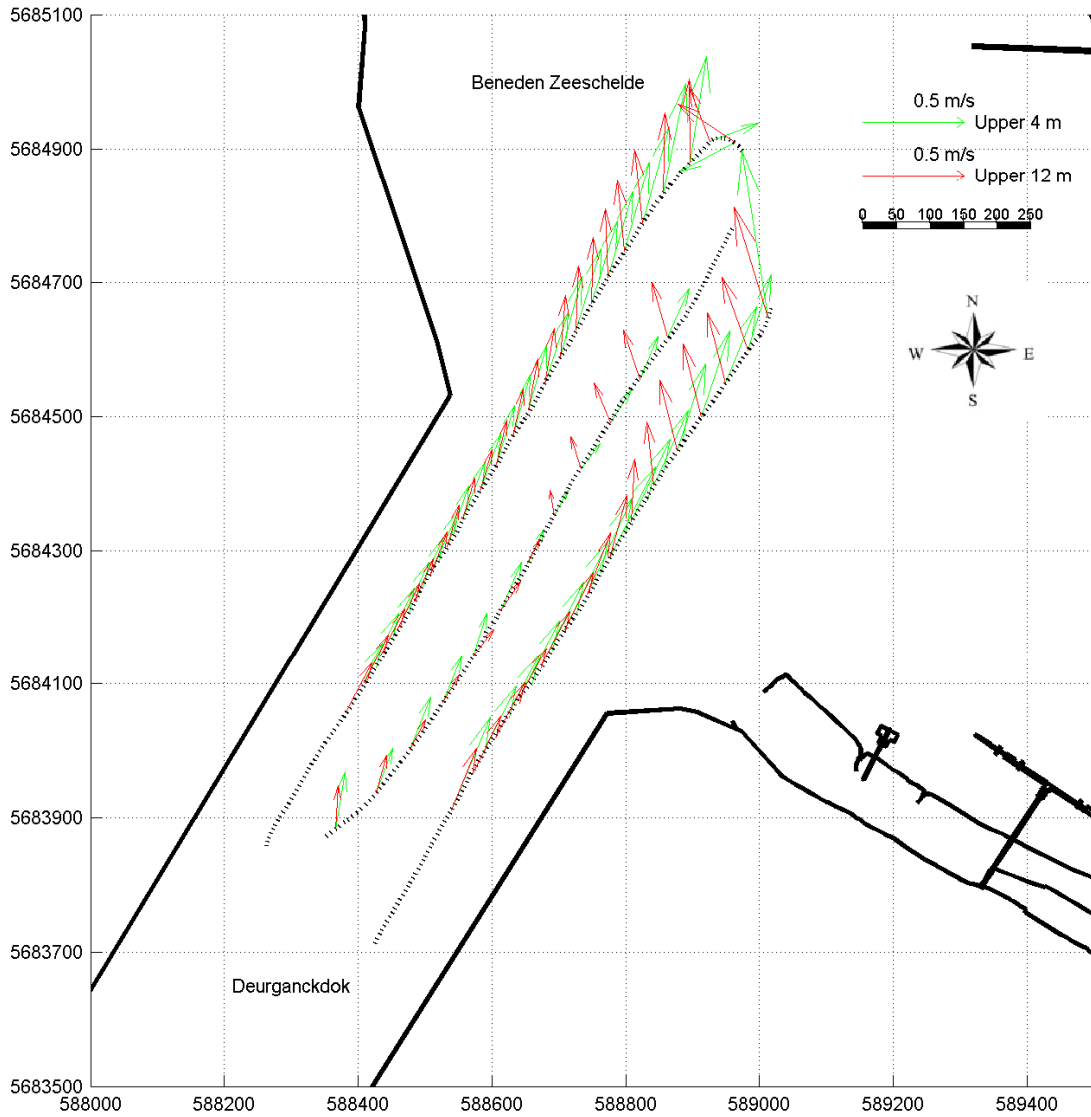 5685100
5684900
5684700
5684500
5684300
5684100
5683900
5683700
5683500
588000 588200 588400 588600 588800 589000 589200 589400
Beneden Zeeschelde
0.5 m/s
Upper 4 m
0.5 m/s
Upper 12 m
0 50 100 150 200 250
N
W E
S
Deurganckdok